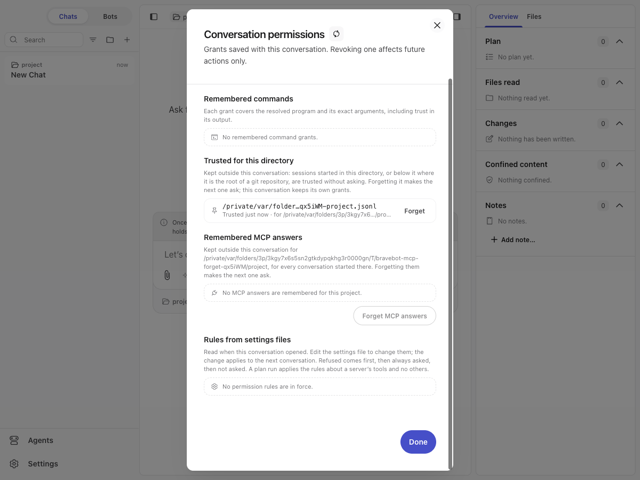 Chats
Bots
Search
project
now
New Chat
Agents
Settings
Ask t
Once
holds
Let's
proje
Conversation permissions
Grants saved with this conversation. Revoking one affects future
actions only.
Remembered commands
Each grant covers the resolved program and its exact arguments, including trust in
its output.
No remembered command grants.
Trusted for this directory
Kept outside this conversation: sessions started in this directory, or below it where
it is the root of a git repository, are trusted without asking. Forgetting it makes the
next one ask; this conversation keeps its own grants.
/private/var/folder…qx5iWM-project.jsonl
Trusted just now · for /private/var/folders/3p/3kgy7x6…/pro…
Forget
Remembered MCP answers
Kept outside this conversation for
forget-qx5iWM/project, for every conversation started there. Forgetting them
makes the next one ask.
No MCP answers are remembered for this project.
Forget MCP answers
Rules from settings files
Read when this conversation opened. Edit the settings file to change them; the
change applies to the next conversation. Refused comes first, then always asked,
then not asked. A plan run applies the rules about a server's tools and no others.
No permission rules are in force.
Done
Overview
Files
Plan
0
No plan yet.
Files read
0
Nothing read yet.
Changes
0
Nothing has been written.
Confined content
0
Nothing confined.
Notes
0
No notes.
Add note...